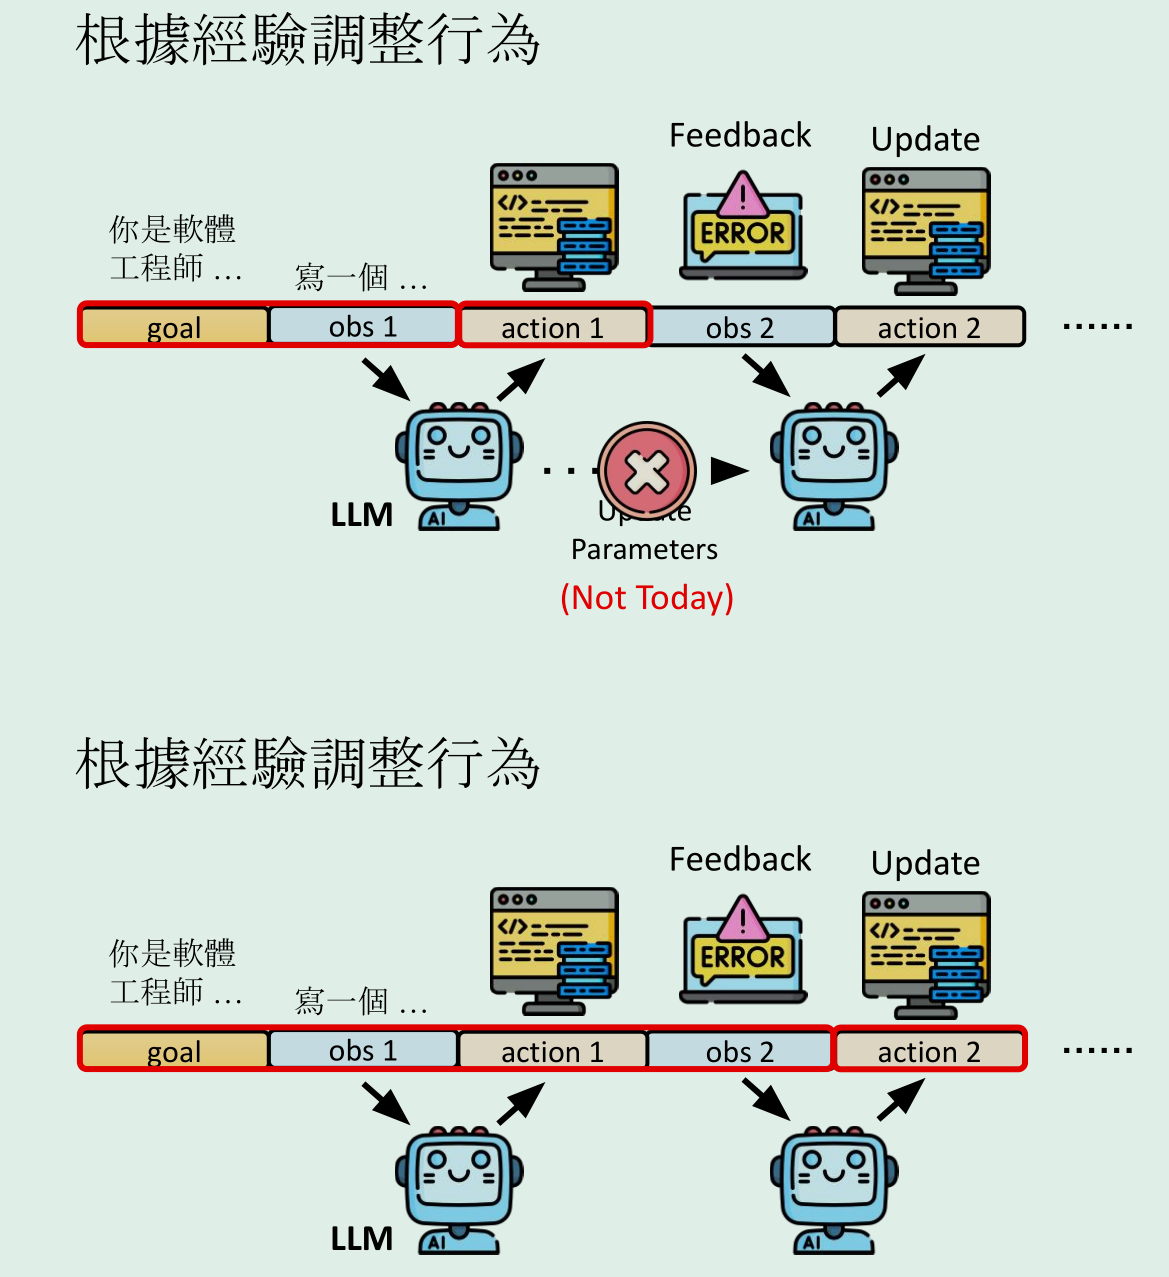 根據經驗調整行為
Feedback
Update
</>
ERROR
</>
你是軟體
工程師 ...
寫一個 ...
goal
obs 1
action 1
obs 2
action 2
......
AI
AI
LLM
Update
Parameters
(Not Today)
根據經驗調整行為
Feedback
Update
</>
ERROR
</>
你是軟體
工程師 ...
寫一個 ...
goal
obs 1
action 1
obs 2
action 2
......
AI
AI
LLM